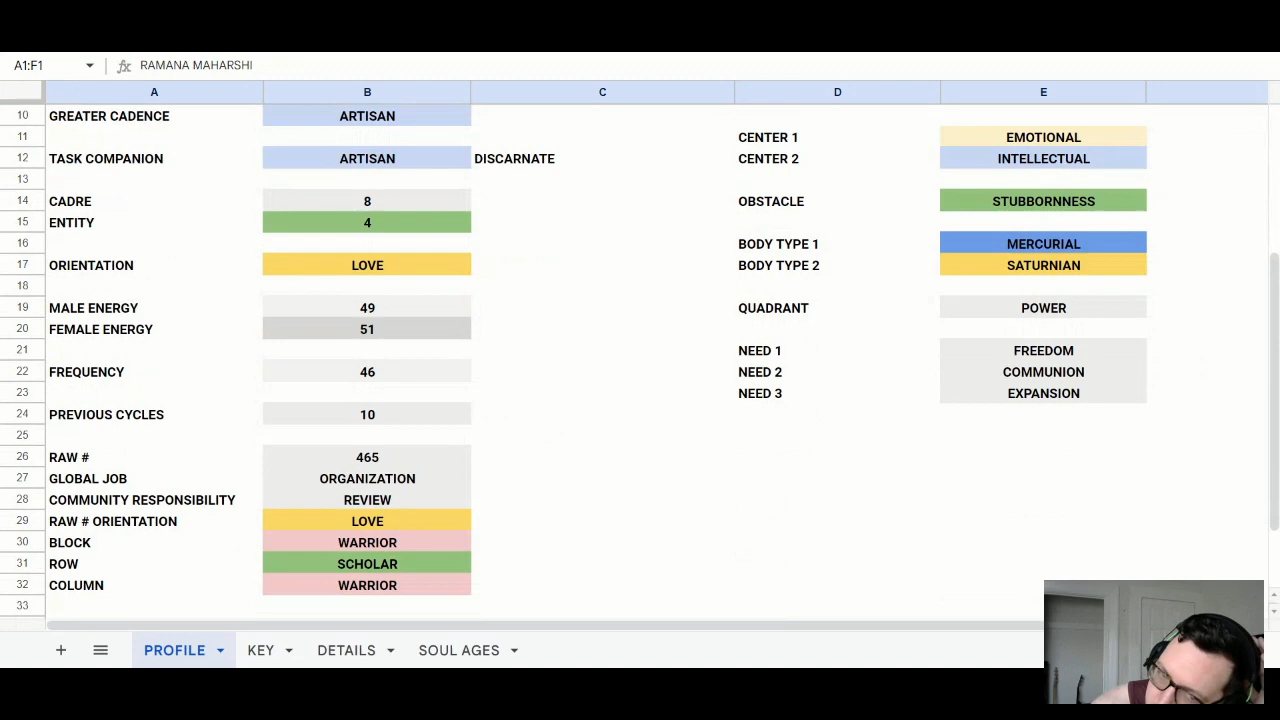 A1:F1 fx RAMANA MAHARSHI
A B C D E
10 GREATER CADENCE ARTISAN
11 CENTER 1 EMOTIONAL
12 TASK COMPANION ARTISAN DISCARNATE CENTER 2 INTELLECTUAL
13
14 CADRE 8 OBSTACLE STUBBORNNESS
15 ENTITY 4
16 BODY TYPE 1 MERCURIAL
17 ORIENTATION LOVE BODY TYPE 2 SATURNIAN
18
19 MALE ENERGY 49 QUADRANT POWER
20 FEMALE ENERGY 51
21 NEED 1 FREEDOM
22 FREQUENCY 46 NEED 2 COMMUNION
23 NEED 3 EXPANSION
24 PREVIOUS CYCLES 10
25
26 RAW # 465
27 GLOBAL JOB ORGANIZATION
28 COMMUNITY RESPONSIBILITY REVIEW
29 RAW # ORIENTATION LOVE
30 BLOCK WARRIOR
31 ROW SCHOLAR
32 COLUMN WARRIOR
33
PROFILE KEY DETAILS SOUL AGES